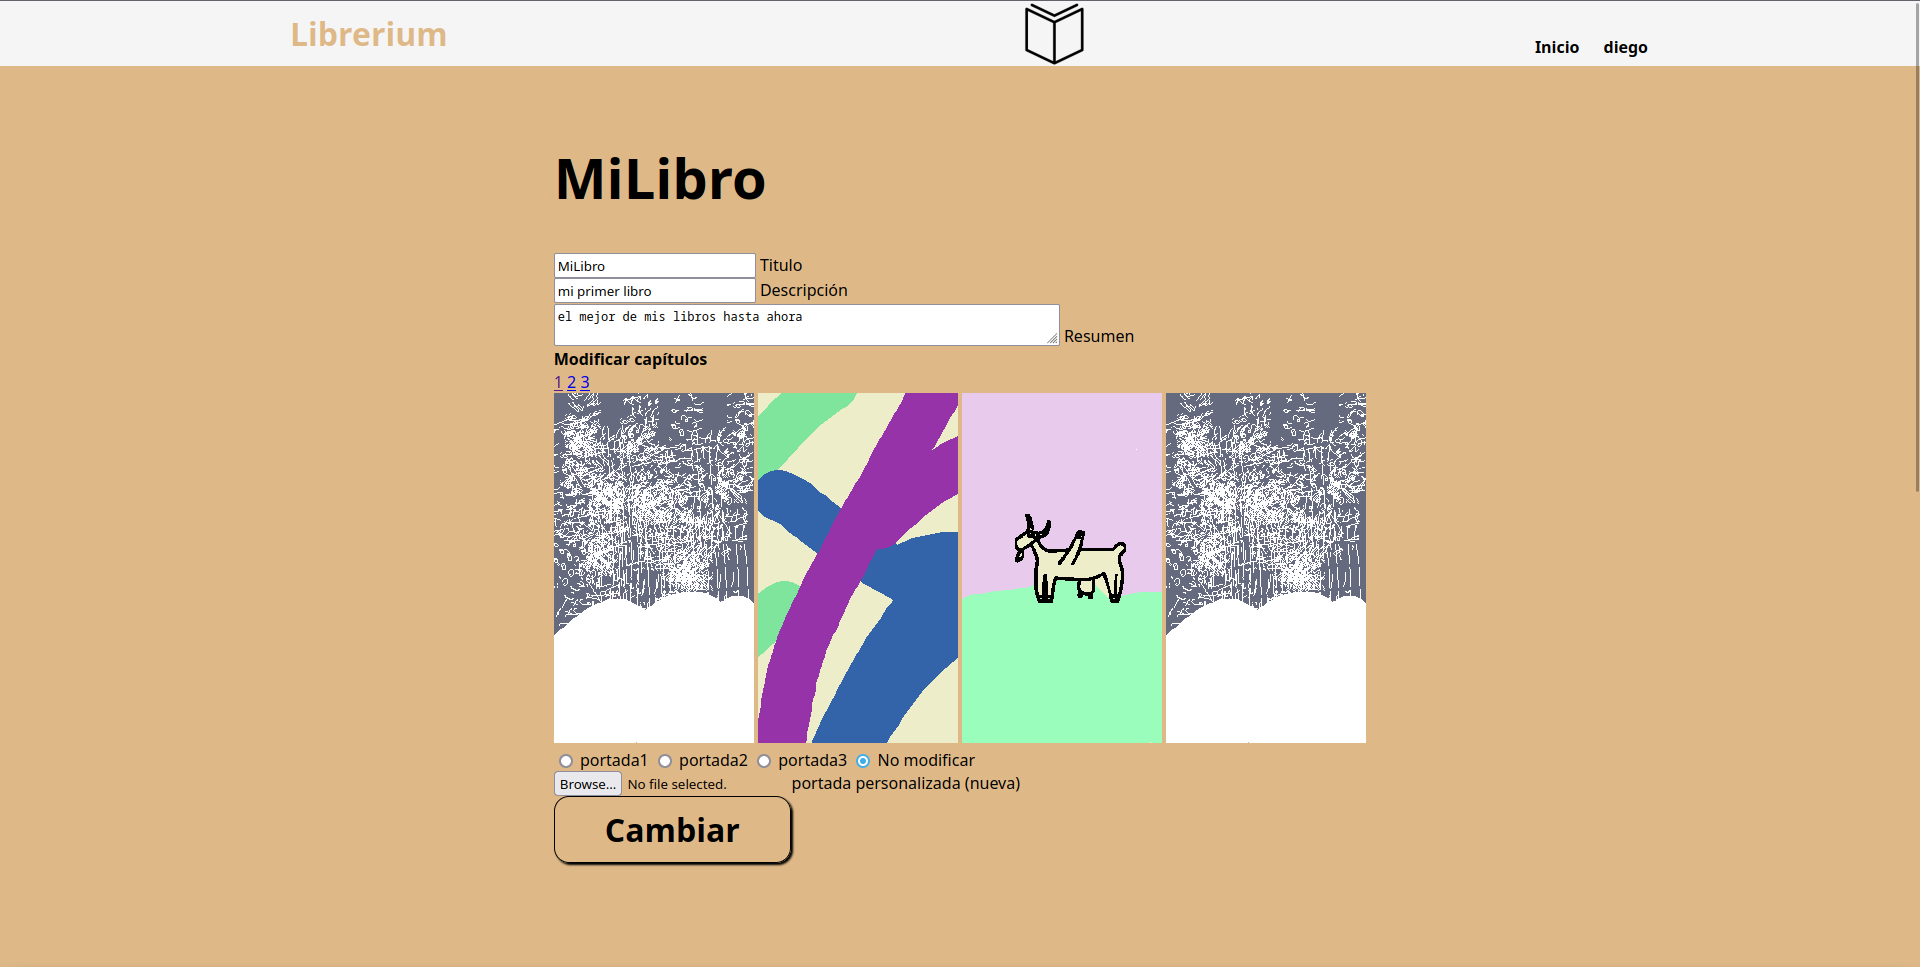 Librerium
Inicio diego
MiLibro
MiLibro Titulo
mi primer libro Descripción
el mejor de mis libros hasta ahora Resumen
Modificar capítulos
1 2 3
portada1 portada2 portada3 No modificar
Browse... No file selected. portada personalizada (nueva)
Cambiar